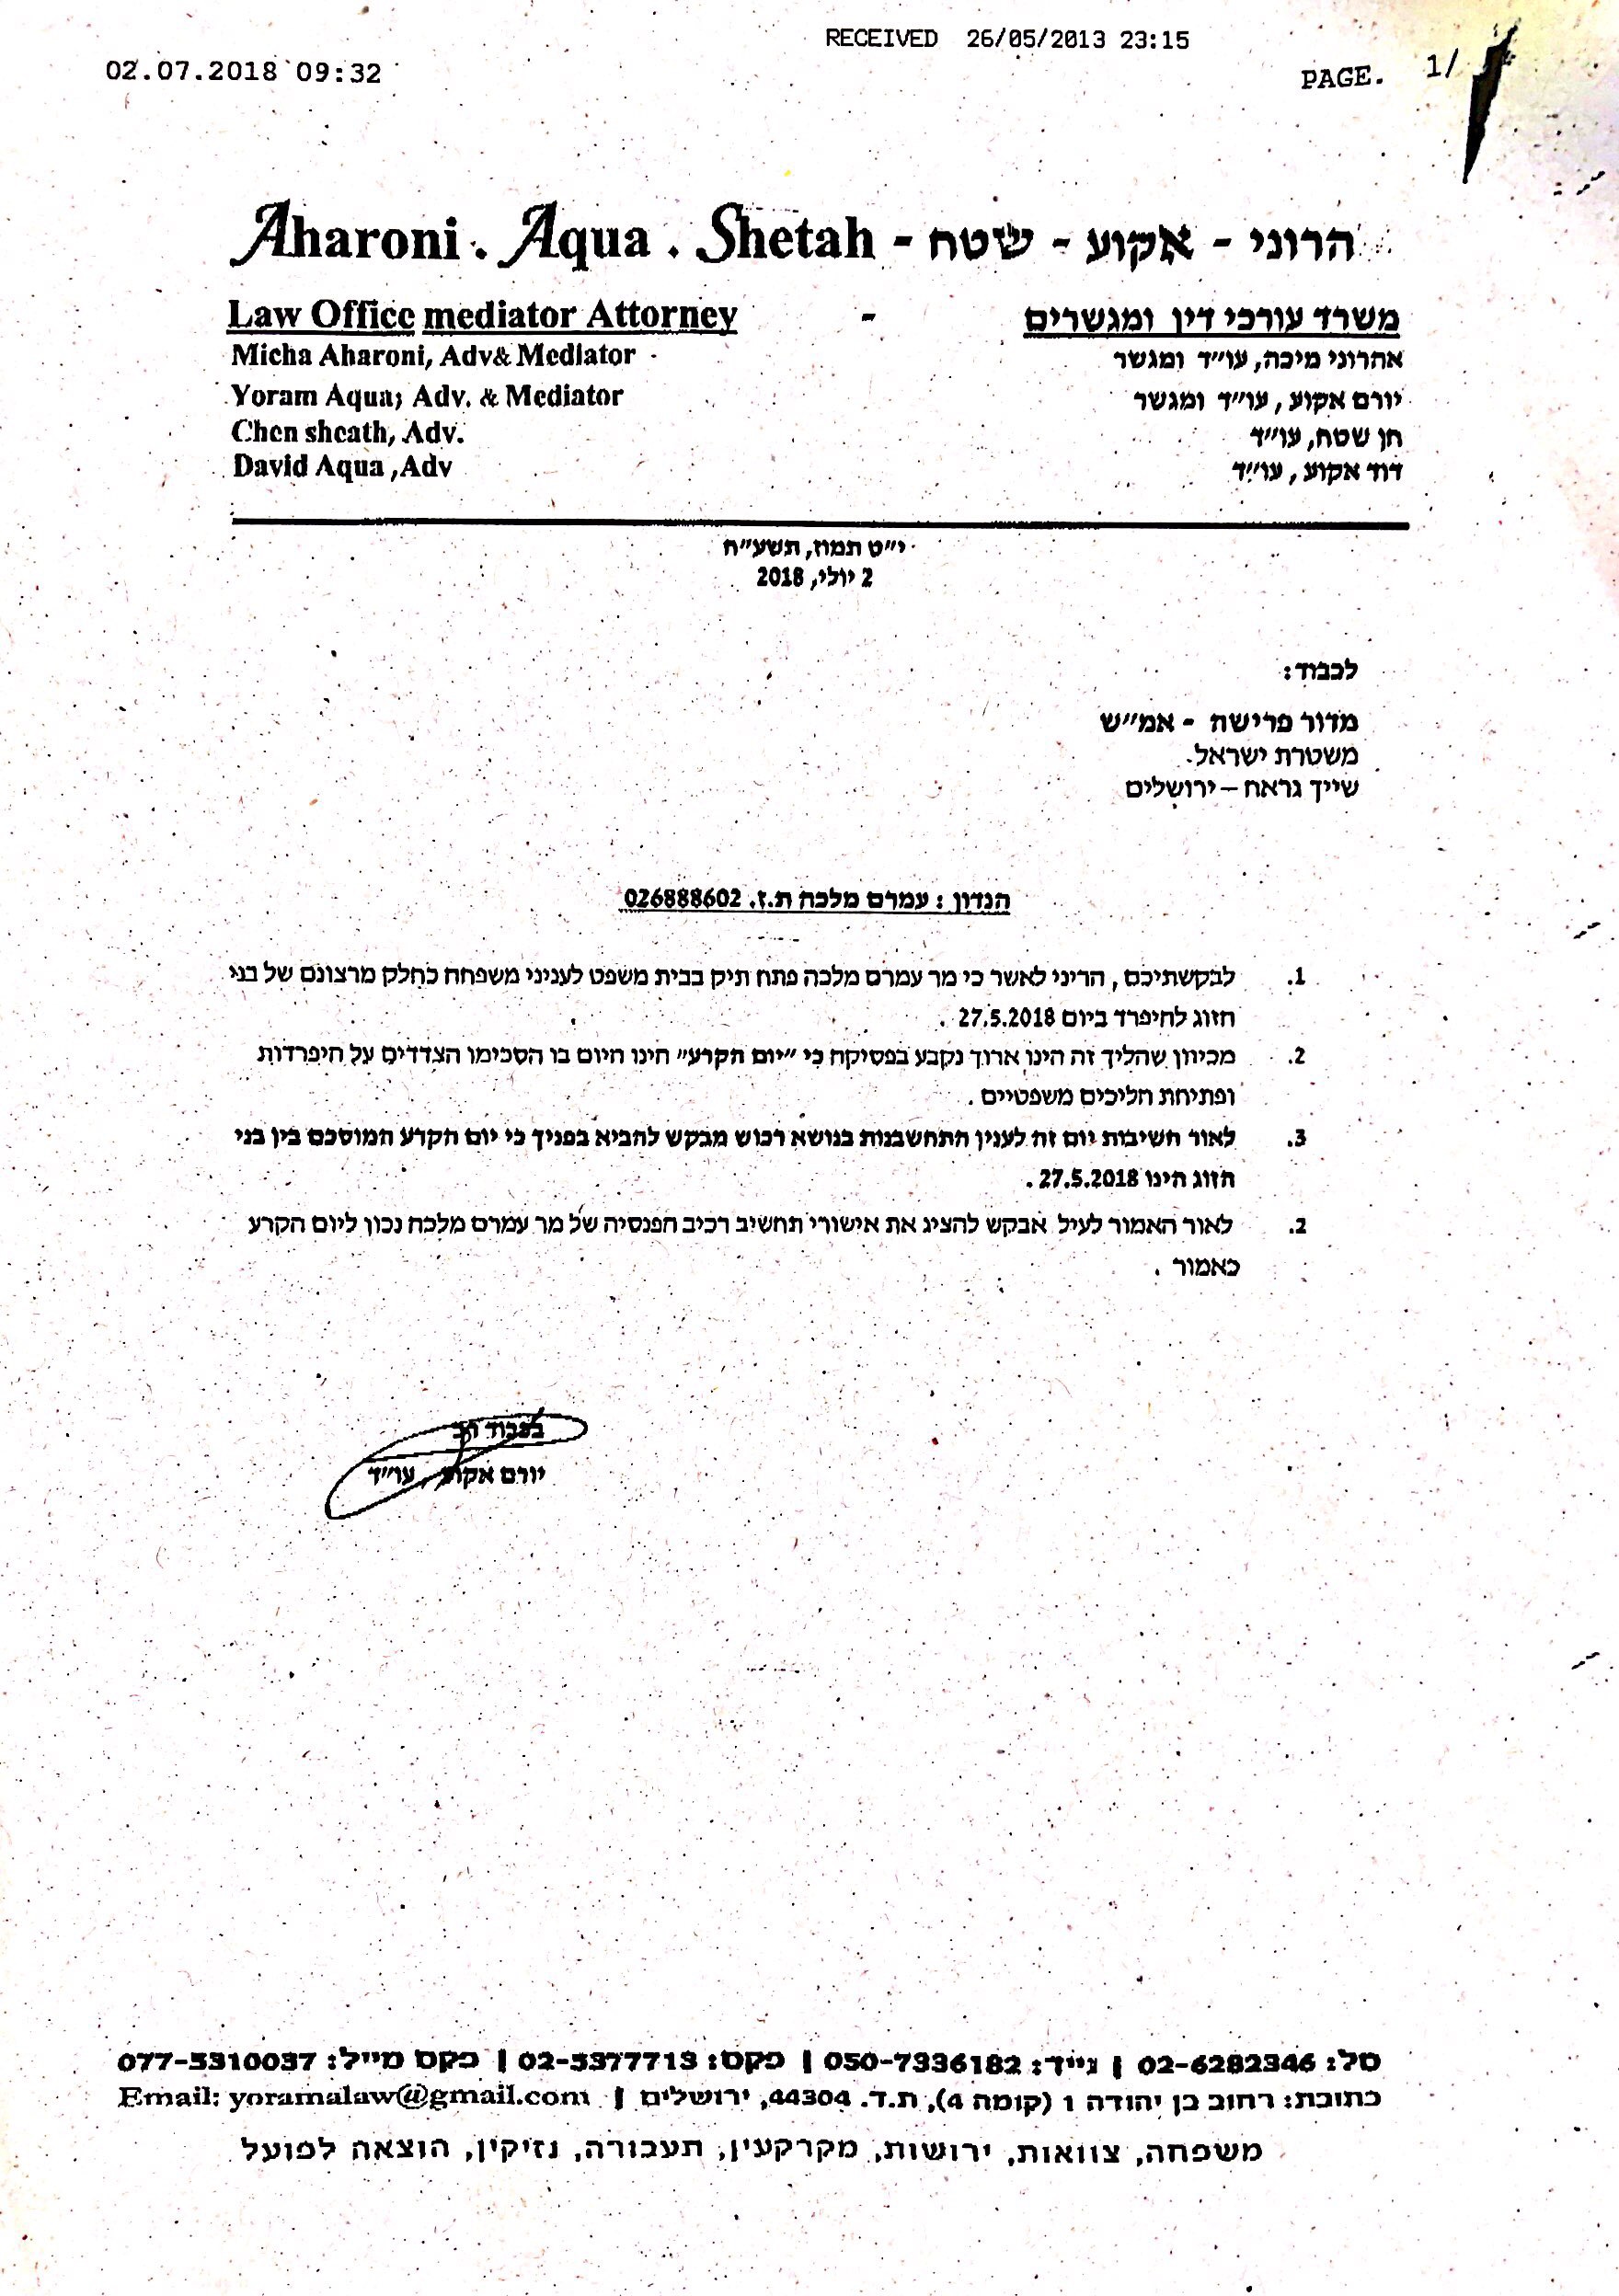 RECEIVED 26/05/2013 23:15
02.07.2018 09:32
PAGE. 1/
Aharoni . Aqua . Shetah - הרוני - אקוע - שטח
Law Office mediator Attorney - משרד עורכי דין ומגשרים
Micha Aharoni, Adv& Mediator אהרוני מיכה, עו״ד ומגשר
Yoram Aqua, Adv. & Mediator יורם אקוע, עו״ד ומגשר
Chen sheath, Adv. חן שטח, עו״ד
David Aqua ,Adv דוד אקוע, עו״ד
י״ט תמוז, תשע״ח
2 יולי, 2018
לכבוד:
מדור פרישה - אמ״ש
משטרת ישראל.
שייך גראח – ירושלים
הנדון : עמרם מלכה ת.ז. 026888602
1. לבקשתיכם , הריני לאשר כי מר עמרם מלכה פתח תיק בבית משפט לעניני משפחה כחלק מרצונם של בני
הזוג להיפרד ביום 27.5.2018 .
2. מכיוון שהליך זה הינו ארוך נקבע בפסיקה כי ״יום הקרע״ הינו היום בו הסכימו הצדדים על היפרדות
ופתיחת הליכים משפטיים .
3. לאור חשיבות יום זה לענין התחשבנות בנושא רכוש מבקש להביא בפניך כי יום הקרע המוסכם בין בני
הזוג הינו 27.5.2018 .
2. לאור האמור לעיל אבקש להציג את אישורי תחשיב רכיב הפנסיה של מר עמרם מלכה נכון ליום הקרע
כאמור .
בכבוד רב
יורם אקוע , עו״ד
טל: 02-6282346 | נייד: 050-7336182 | פקס: 02-5377713 | פקס מייל: 077-5310037
כתובת: רחוב בן יהודה 1 (קומה 4), ת.ד. 44304, ירושלים | Email: yoramalaw@gmail.com
משפחה, צוואות, ירושות, מקרקעין, תעבורה, נזיקין, הוצאה לפועל